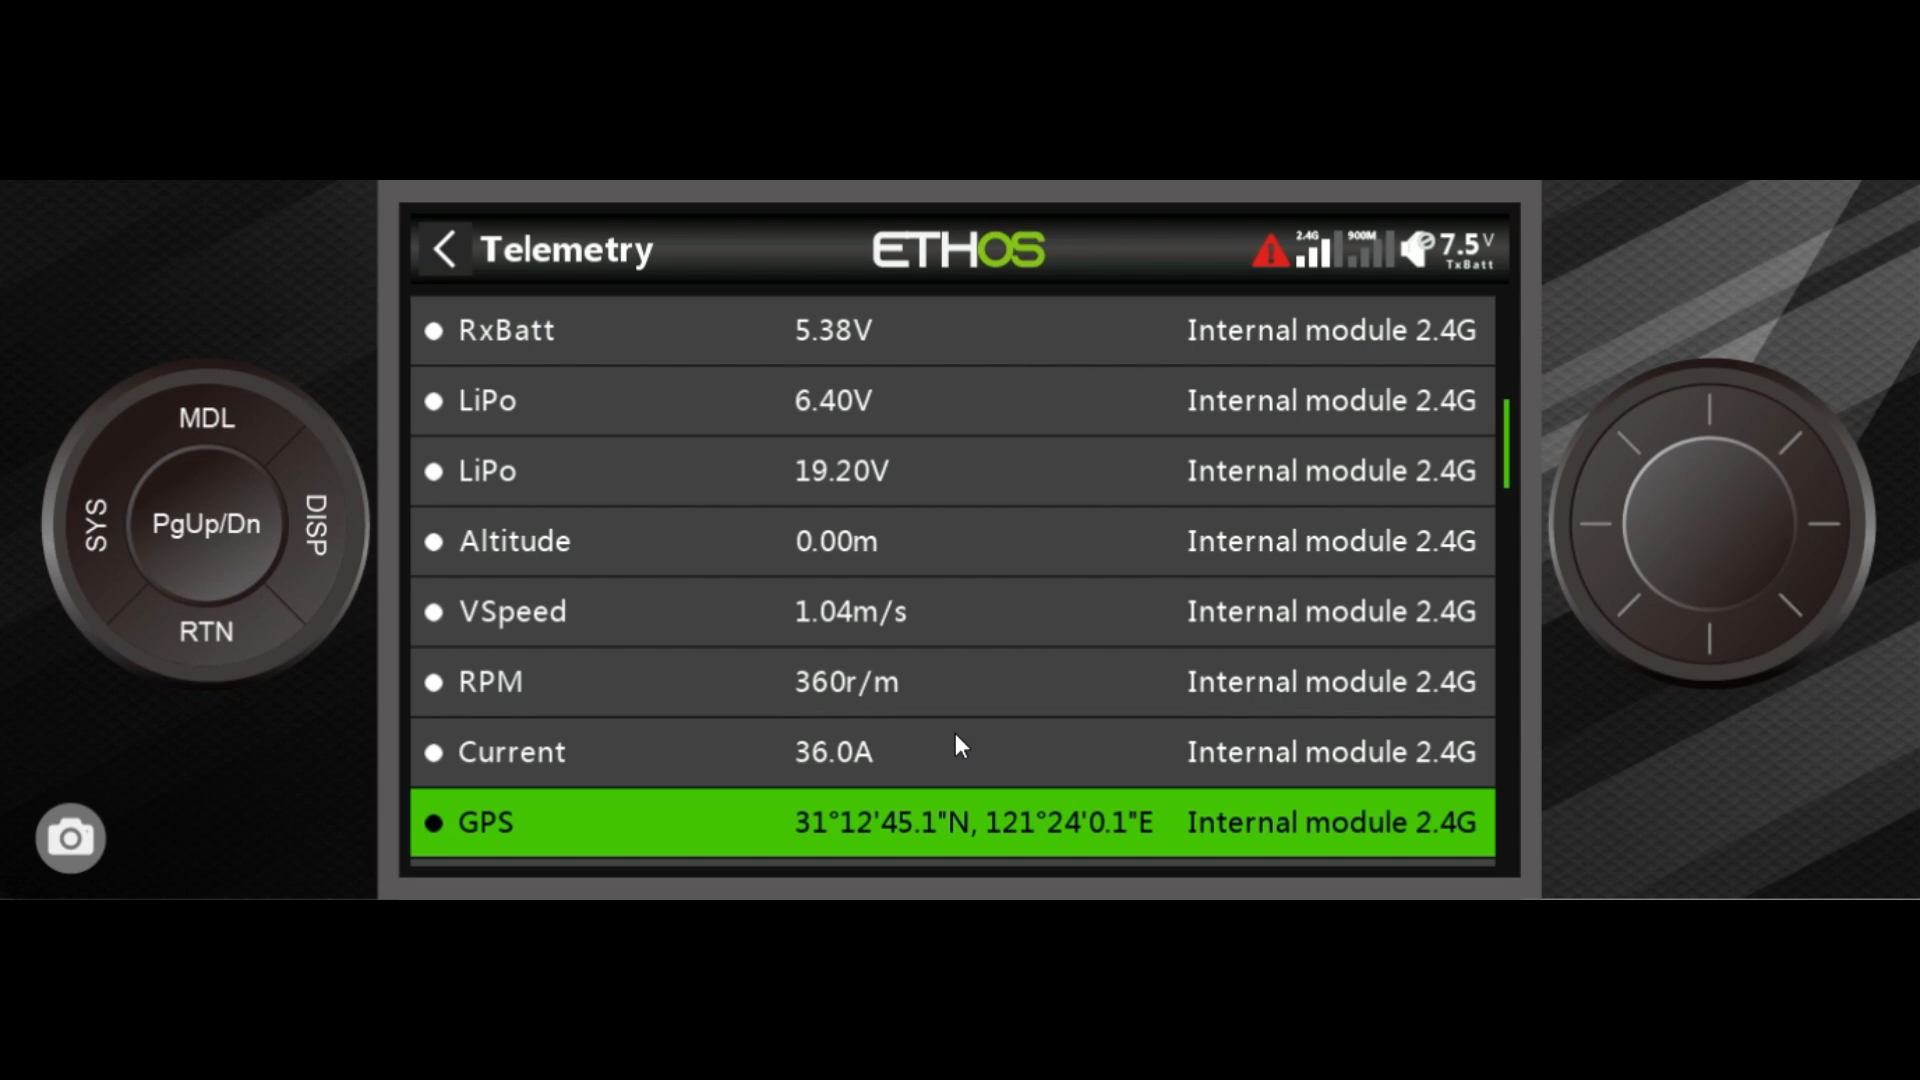 Telemetry
ETHOS
2.4G
900M
7.5V
TxBatt
RxBatt 5.38V Internal module 2.4G
LiPo 6.40V Internal module 2.4G
LiPo 19.20V Internal module 2.4G
Altitude 0.00m Internal module 2.4G
VSpeed 1.04m/s Internal module 2.4G
RPM 360r/m Internal module 2.4G
Current 36.0A Internal module 2.4G
GPS 31°12'45.1"N, 121°24'0.1"E Internal module 2.4G
MDL
SYS
PgUp/Dn
DISP
RTN